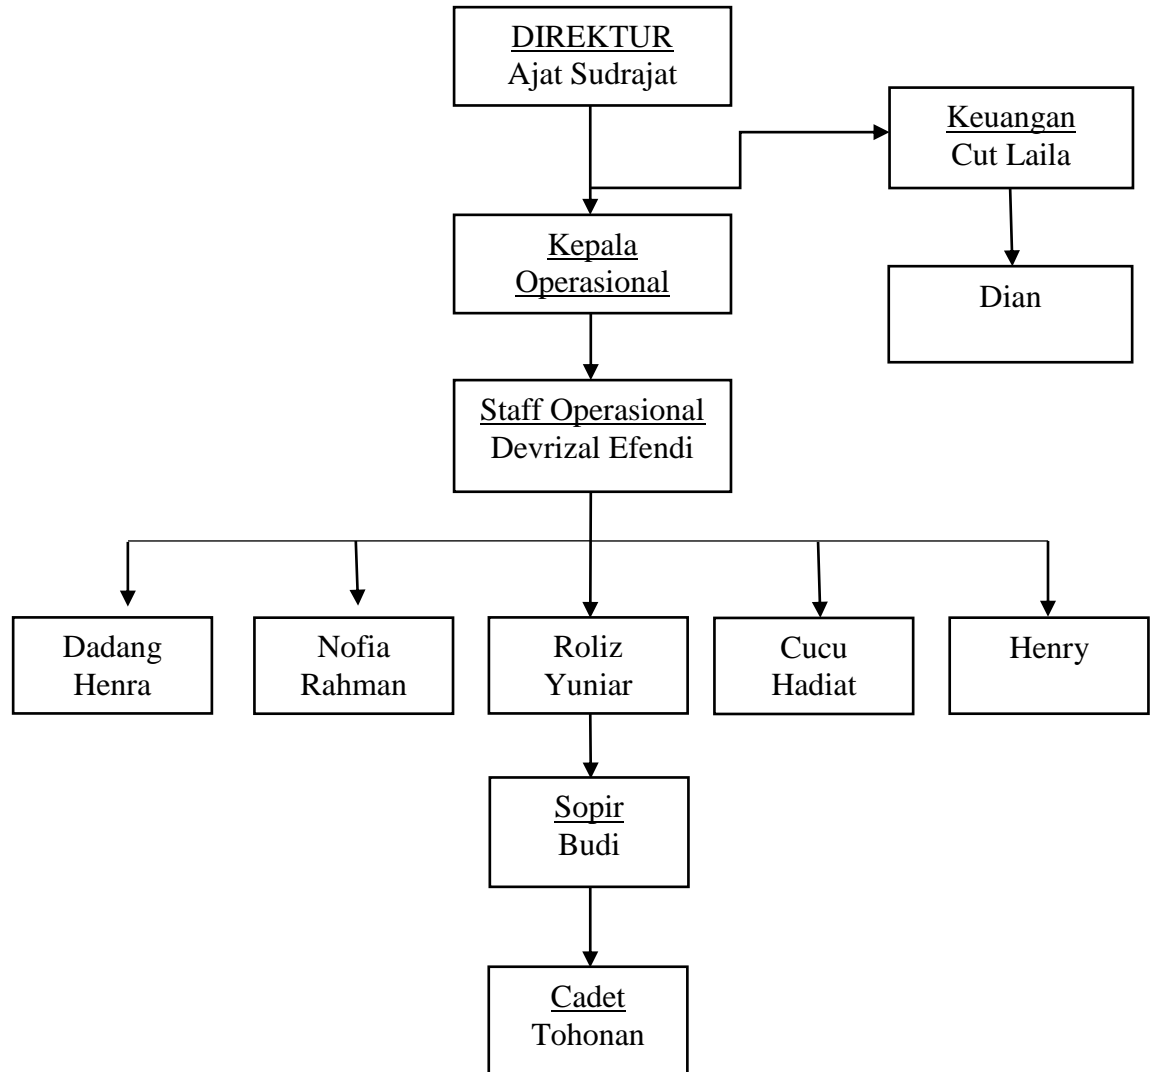 DIREKTUR
Ajat Sudrajat
Keuangan
Cut Laila
Kepala
Operasional
Dian
Staff Operasional
Devrizal Efendi
Dadang
Henra
Nofia
Rahman
Roliz
Yuniar
Cucu
Hadiat
Henry
Sopir
Budi
Cadet
Tohonan